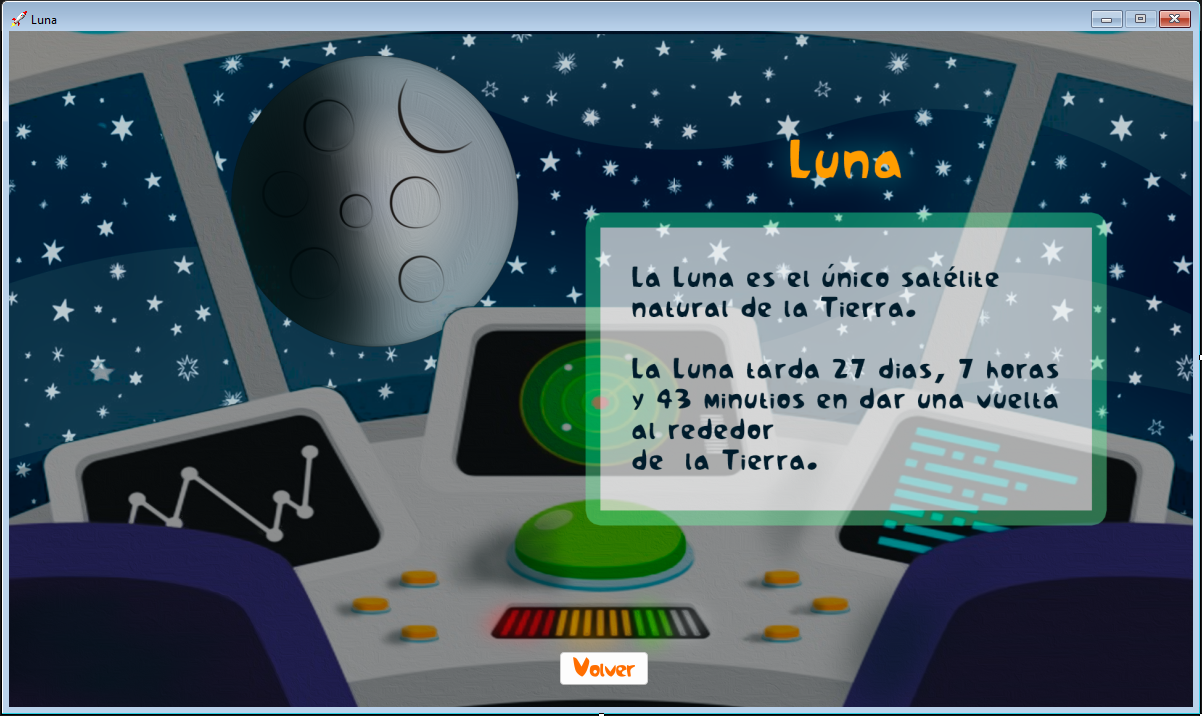 Luna
Luna
La Luna es el único satélite
natural de la Tierra.
La Luna tarda 27 dias, 7 horas
y 43 minutios en dar una vuelta
al rededor
de la Tierra.
Volver